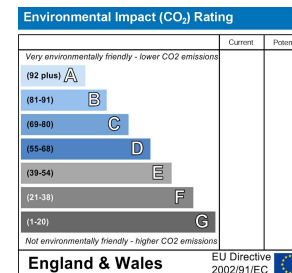 Environmental Impact (CO₂) Rating
Current
Very environmentally friendly - lower CO2 emissions
(92 plus) A
(81-91) B
(69-80) C
(55-68) D
(39-54) E
(21-38) F
(1-20) G
Not environmentally friendly - higher CO2 emissions
England & Wales
EU Directive
2002/91/EC